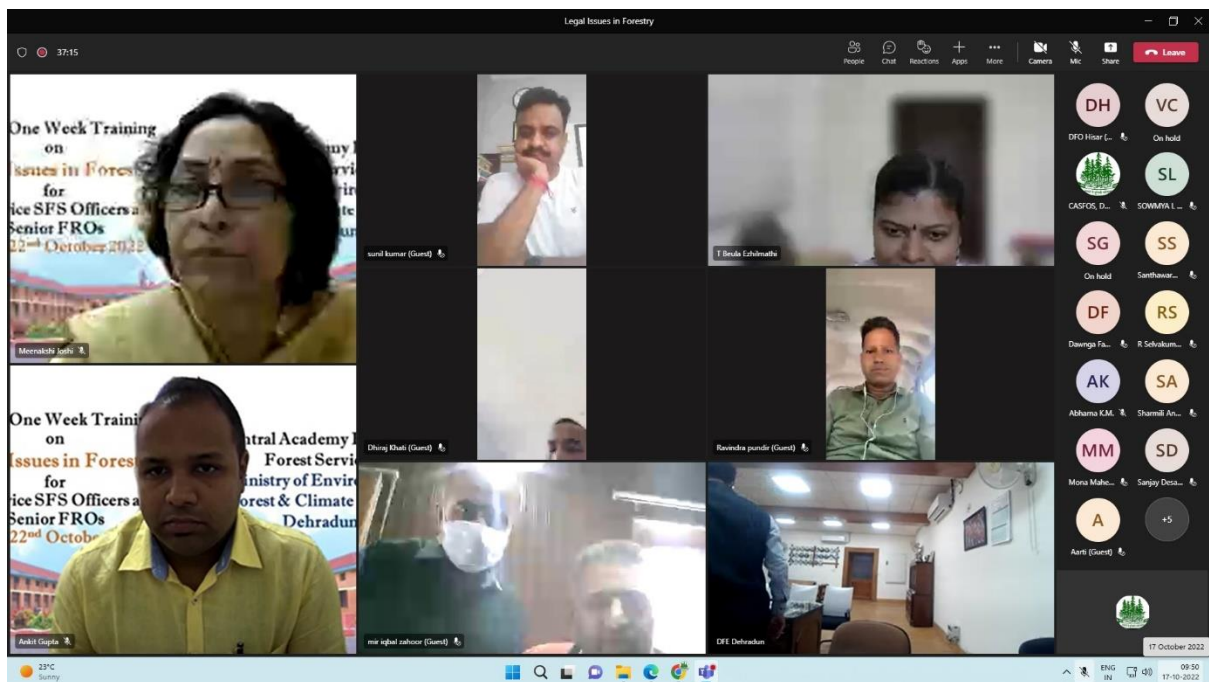 Legal Issues in Forestry
37:15
People
Chat
Reactions
Apps
More
Camera
Mic
Share
Leave
One Week Training
on
Issues in Fores
for
ice SFS Officers a
Senior FROs
22nd October 2022
Meenakshi Joshi
sunil kumar (Guest)
T Beula Ezhilmathi
Dhiraj Khati (Guest)
Ravindra pundir (Guest)
One Week Traini
on
Issues in Forest
for
ice SFS Officers a
Senior FROs
22nd Octobe
ntral Academy
Forest Servi
inistry of Enviro
orest & Climate
Dehradun
Ankit Gupta
mir iqbal zahoor (Guest)
DFE Dehradun
DH
DFO Hisar (...
VC
On hold
CASFOS, D...
SL
SOWMYA I. ...
SG
On hold
SS
Santhawar...
DF
Dawnga Fa...
RS
R Selvakum...
AK
Abharna K.M.
SA
Sharmili An...
MM
Mona Mahe...
SD
Sanjay Desa...
A
Aarti (Guest)
+5
17 October 2022
23°C
Sunny
ENG
IN
09:50
17-10-2022